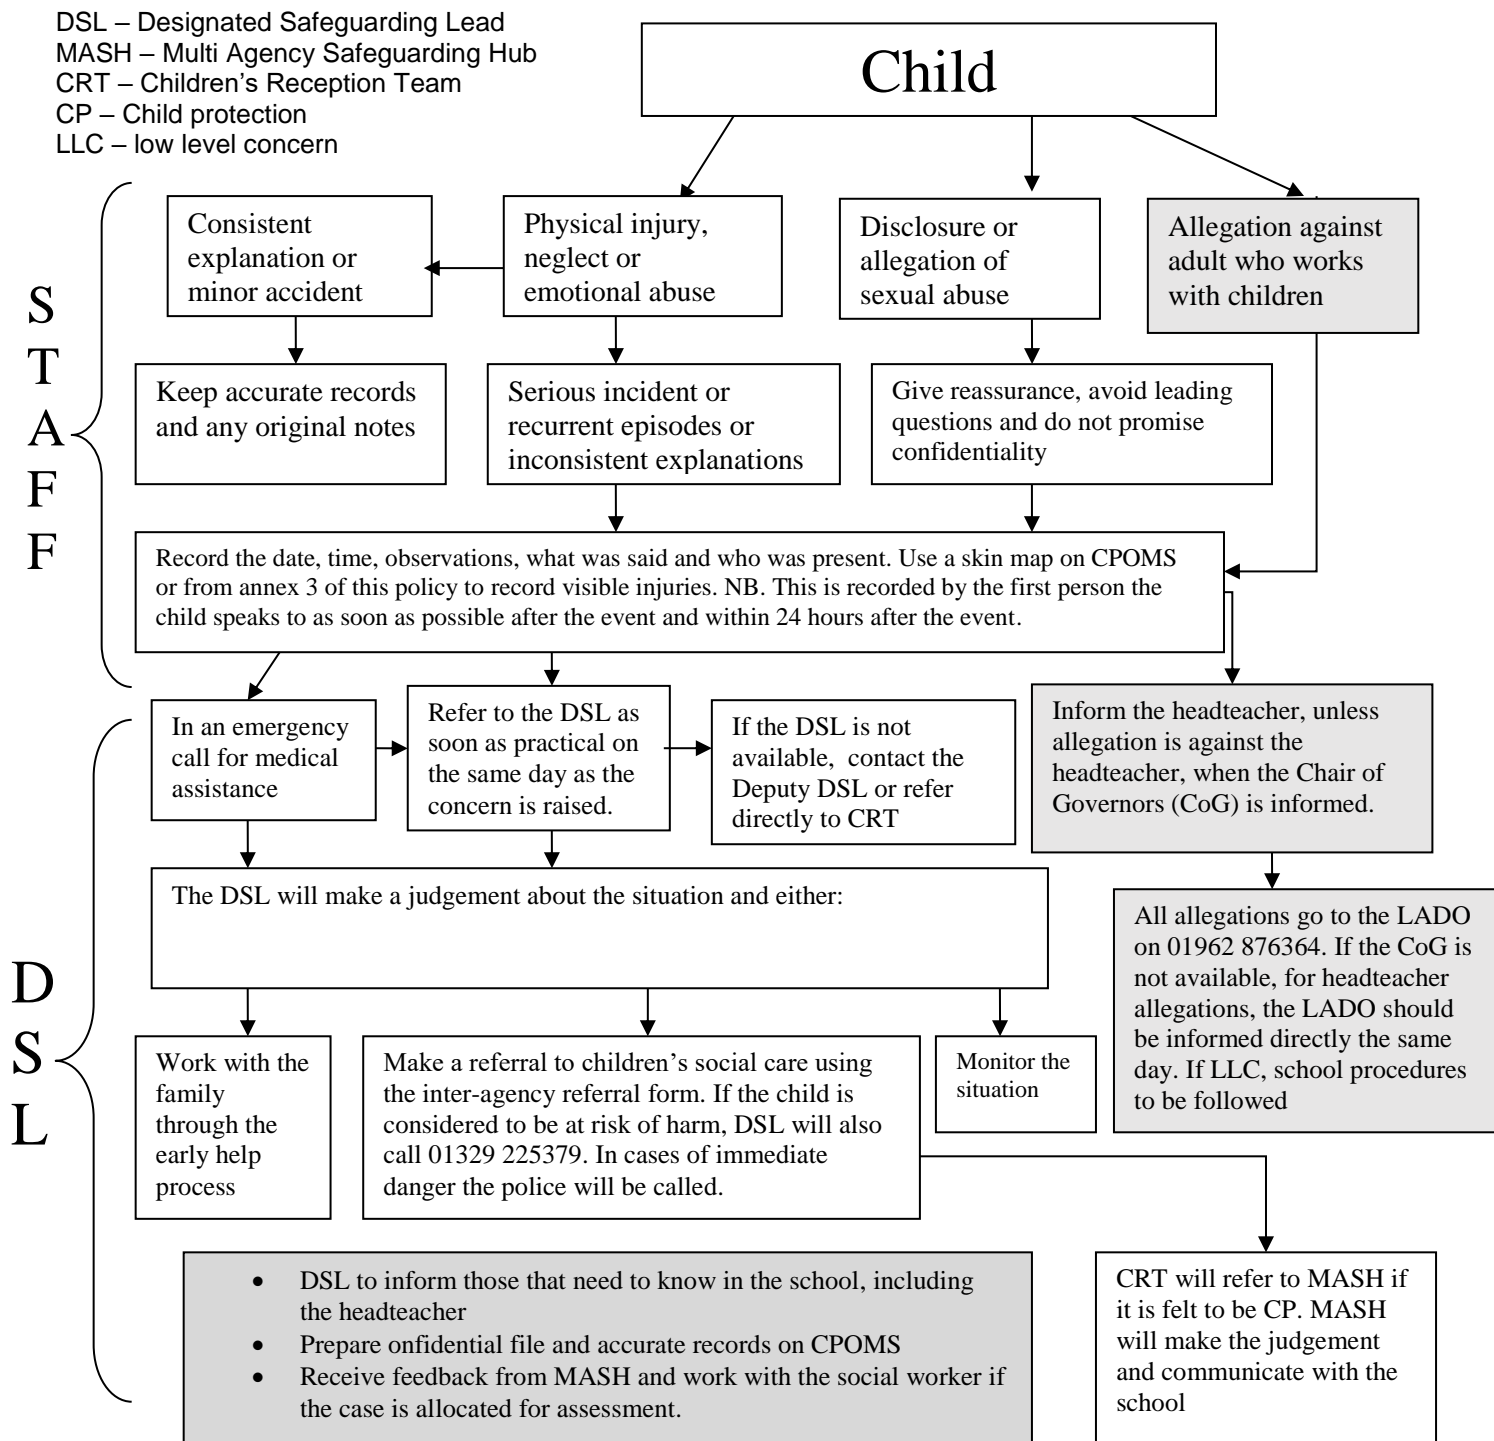 DSL – Designated Safeguarding Lead
MASH – Multi Agency Safeguarding Hub
CRT – Children's Reception Team
CP – Child protection
LLC – low level concern
Child
S
T
A
F
F
Consistent
explanation or
minor accident
Physical injury,
neglect or
emotional abuse
Disclosure or
allegation of
sexual abuse
Allegation against
adult who works
with children
Keep accurate records
and any original notes
Serious incident or
recurrent episodes or
inconsistent explanations
Give reassurance, avoid leading
questions and do not promise
confidentiality
Record the date, time, observations, what was said and who was present. Use a skin map on CPOMS
or from annex 3 of this policy to record visible injuries. NB. This is recorded by the first person the
child speaks to as soon as possible after the event and within 24 hours after the event.
D
S
L
In an emergency
call for medical
assistance
Refer to the DSL as
soon as practical on
the same day as the
concern is raised.
If the DSL is not
available, contact the
Deputy DSL or refer
directly to CRT
Inform the headteacher, unless
allegation is against the
headteacher, when the Chair of
Governors (CoG) is informed.
The DSL will make a judgement about the situation and either:
All allegations go to the LADO
on 01962 876364. If the CoG is
not available, for headteacher
allegations, the LADO should
be informed directly the same
day. If LLC, school procedures
to be followed
Work with the
family
through the
early help
process
Make a referral to children's social care using
the inter-agency referral form. If the child is
considered to be at risk of harm, DSL will also
call 01329 225379. In cases of immediate
danger the police will be called.
Monitor the
situation
• DSL to inform those that need to know in the school, including
the headteacher
• Prepare onfidential file and accurate records on CPOMS
• Receive feedback from MASH and work with the social worker if
the case is allocated for assessment.
CRT will refer to MASH if
it is felt to be CP. MASH
will make the judgement
and communicate with the
school